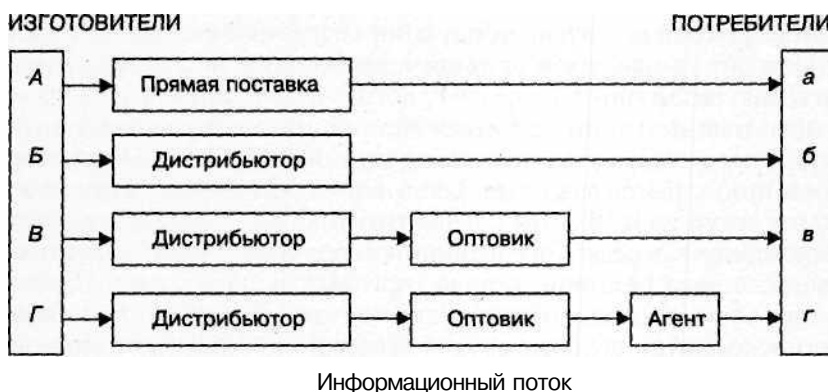 ИЗГОТОВИТЕЛИ ПОТРЕБИТЕЛИ
А Прямая поставка а
Б Дистрибьютор б
В Дистрибьютор Оптовик в
Г Дистрибьютор Оптовик Агент г
Информационный поток